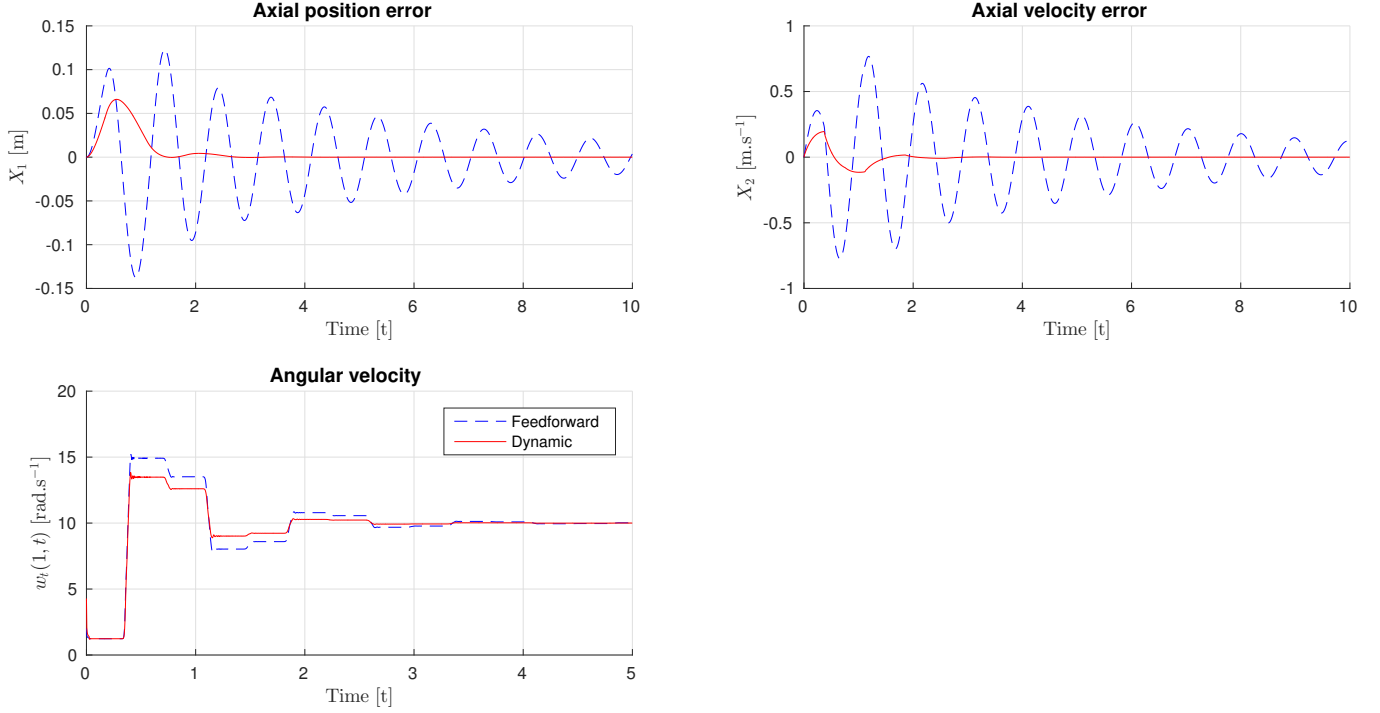 Axial position error
0.15
0.1
0.05
0
-0.05
-0.1
-0.15
X₁ [m]
0 2 4 6 8 10
Time [t]
Axial velocity error
1
0.5
0
-0.5
-1
X₂ [m.s⁻¹]
0 2 4 6 8 10
Time [t]
Angular velocity
20
15
10
5
0
w_t(1, t) [rad.s⁻¹]
Feedforward
Dynamic
0 1 2 3 4 5
Time [t]